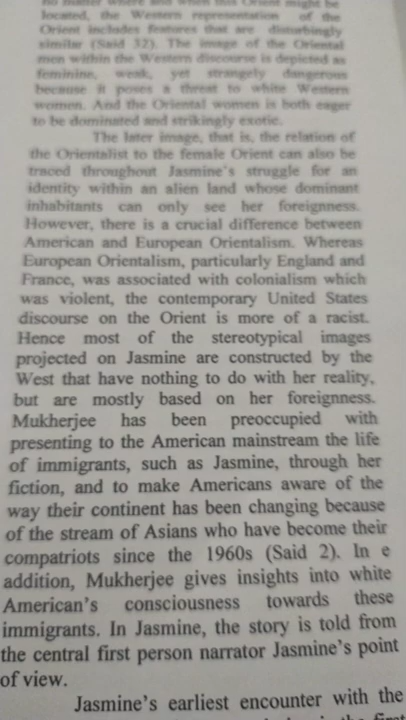 no matter where and when this Orient might be
located, the Western representation of the
Orient includes features that are disturbingly
similar (Said 32). The image of the Oriental
men within the Western discourse is depicted as
feminine, weak, yet strangely dangerous
because it poses a threat to white Western
women. And the Oriental women is both eager
to be dominated and strikingly exotic.
The later image, that is, the relation of
the Orientalist to the female Orient can also be
traced throughout Jasmine's struggle for an
identity within an alien land whose dominant
inhabitants can only see her foreignness.
However, there is a crucial difference between
American and European Orientalism. Whereas
European Orientalism, particularly England and
France, was associated with colonialism which
was violent, the contemporary United States
discourse on the Orient is more of a racist.
Hence most of the stereotypical images
projected on Jasmine are constructed by the
West that have nothing to do with her reality,
but are mostly based on her foreignness.
Mukherjee has been preoccupied with
presenting to the American mainstream the life
of immigrants, such as Jasmine, through her
fiction, and to make Americans aware of the
way their continent has been changing because
of the stream of Asians who have become their
compatriots since the 1960s (Said 2). In e
addition, Mukherjee gives insights into white
American's consciousness towards these
immigrants. In Jasmine, the story is told from
the central first person narrator Jasmine's point
of view.
Jasmine's earliest encounter with the